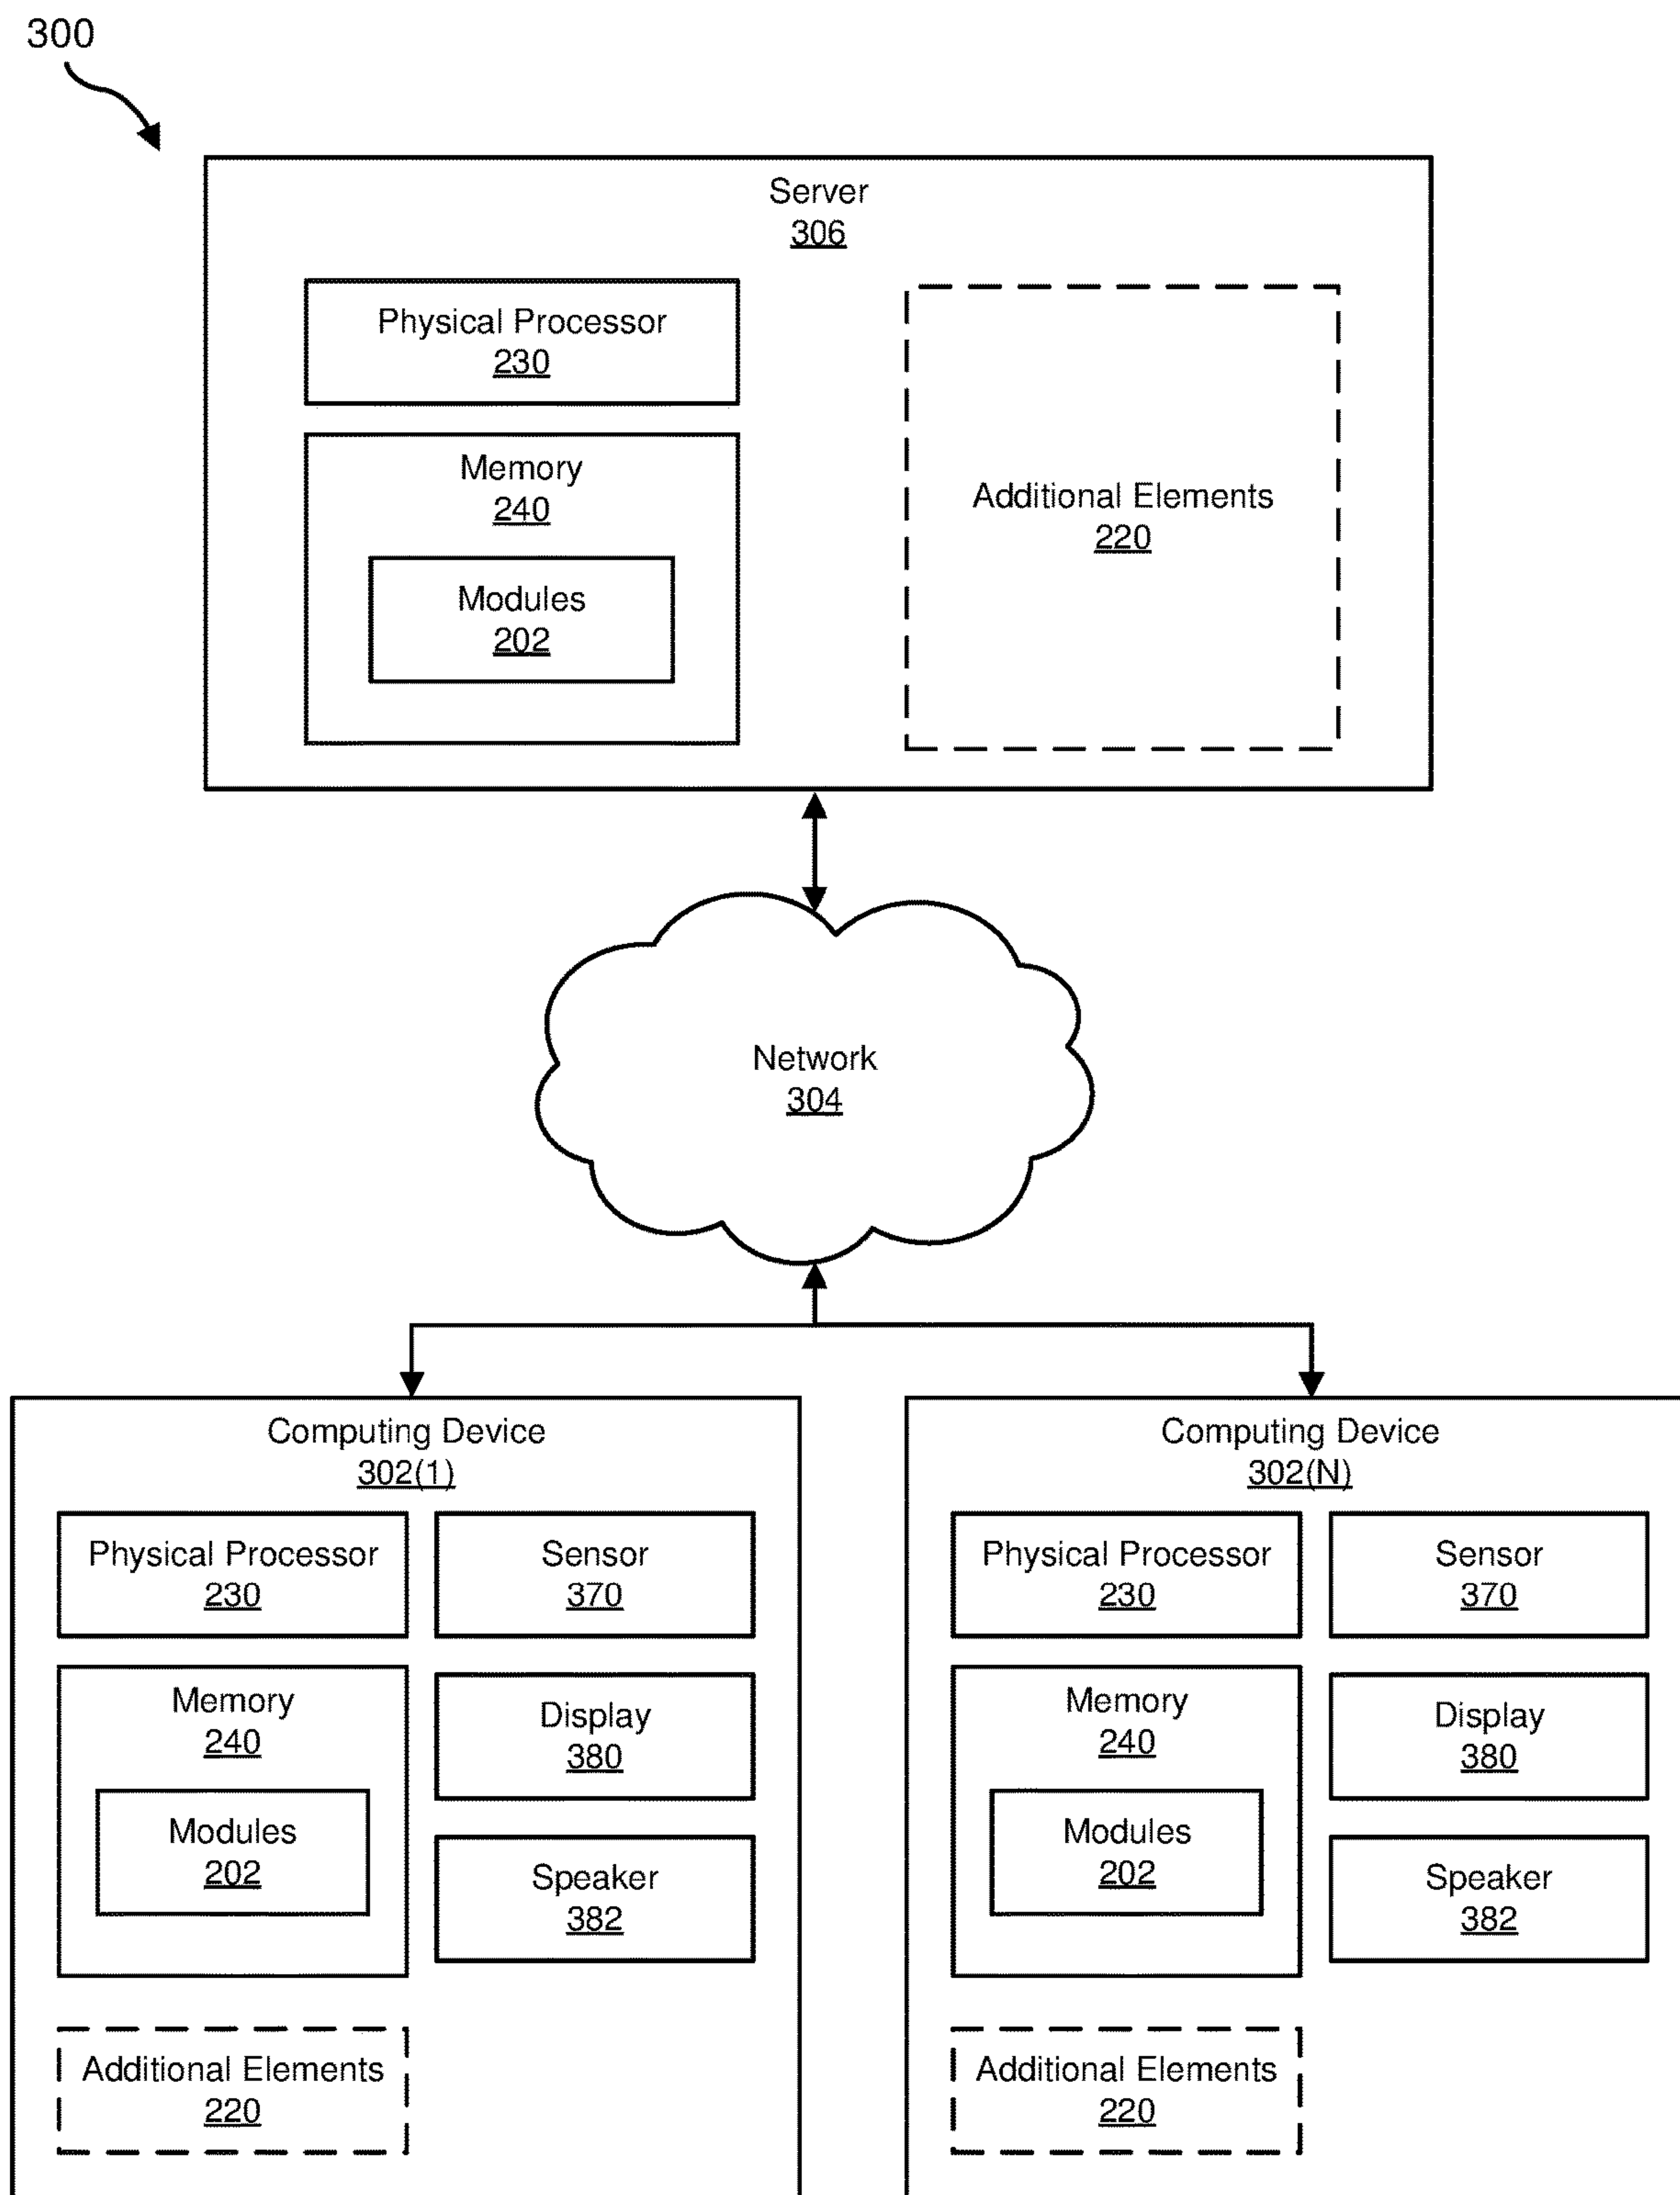 300
Server
306
Physical Processor
230
Memory
240
Modules
202
Additional Elements
220
Network
304
Computing Device
302(1)
Physical Processor
230
Sensor
370
Memory
240
Display
380
Modules
202
Speaker
382
Additional Elements
220
Computing Device
302(N)
Physical Processor
230
Sensor
370
Memory
240
Display
380
Modules
202
Speaker
382
Additional Elements
220